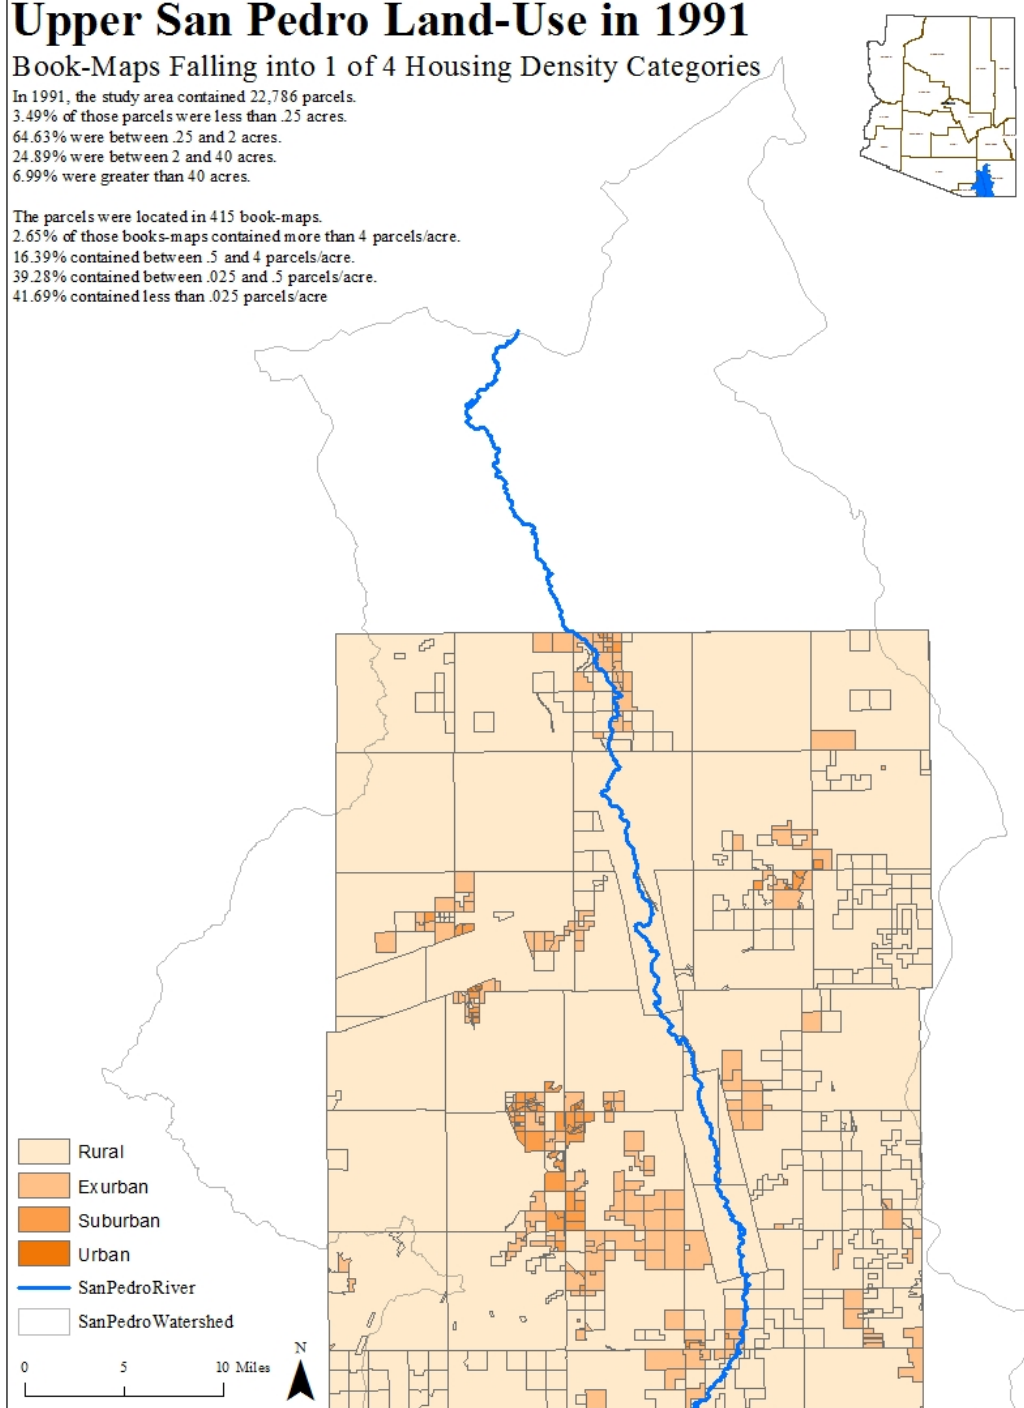 Upper San Pedro Land-Use in 1991
Book-Maps Falling into 1 of 4 Housing Density Categories
In 1991, the study area contained 22,786 parcels.
3.49% of those parcels were less than .25 acres.
64.63% were between .25 and 2 acres.
24.89% were between 2 and 40 acres.
6.99% were greater than 40 acres.
The parcels were located in 415 book-maps.
2.65% of those books-maps contained more than 4 parcels/acre.
16.39% contained between .5 and 4 parcels/acre.
39.28% contained between .025 and .5 parcels/acre.
41.69% contained less than .025 parcels/acre
Rural
Exurban
Suburban
Urban
SanPedroRiver
SanPedroWatershed
N
0 5 10 Miles